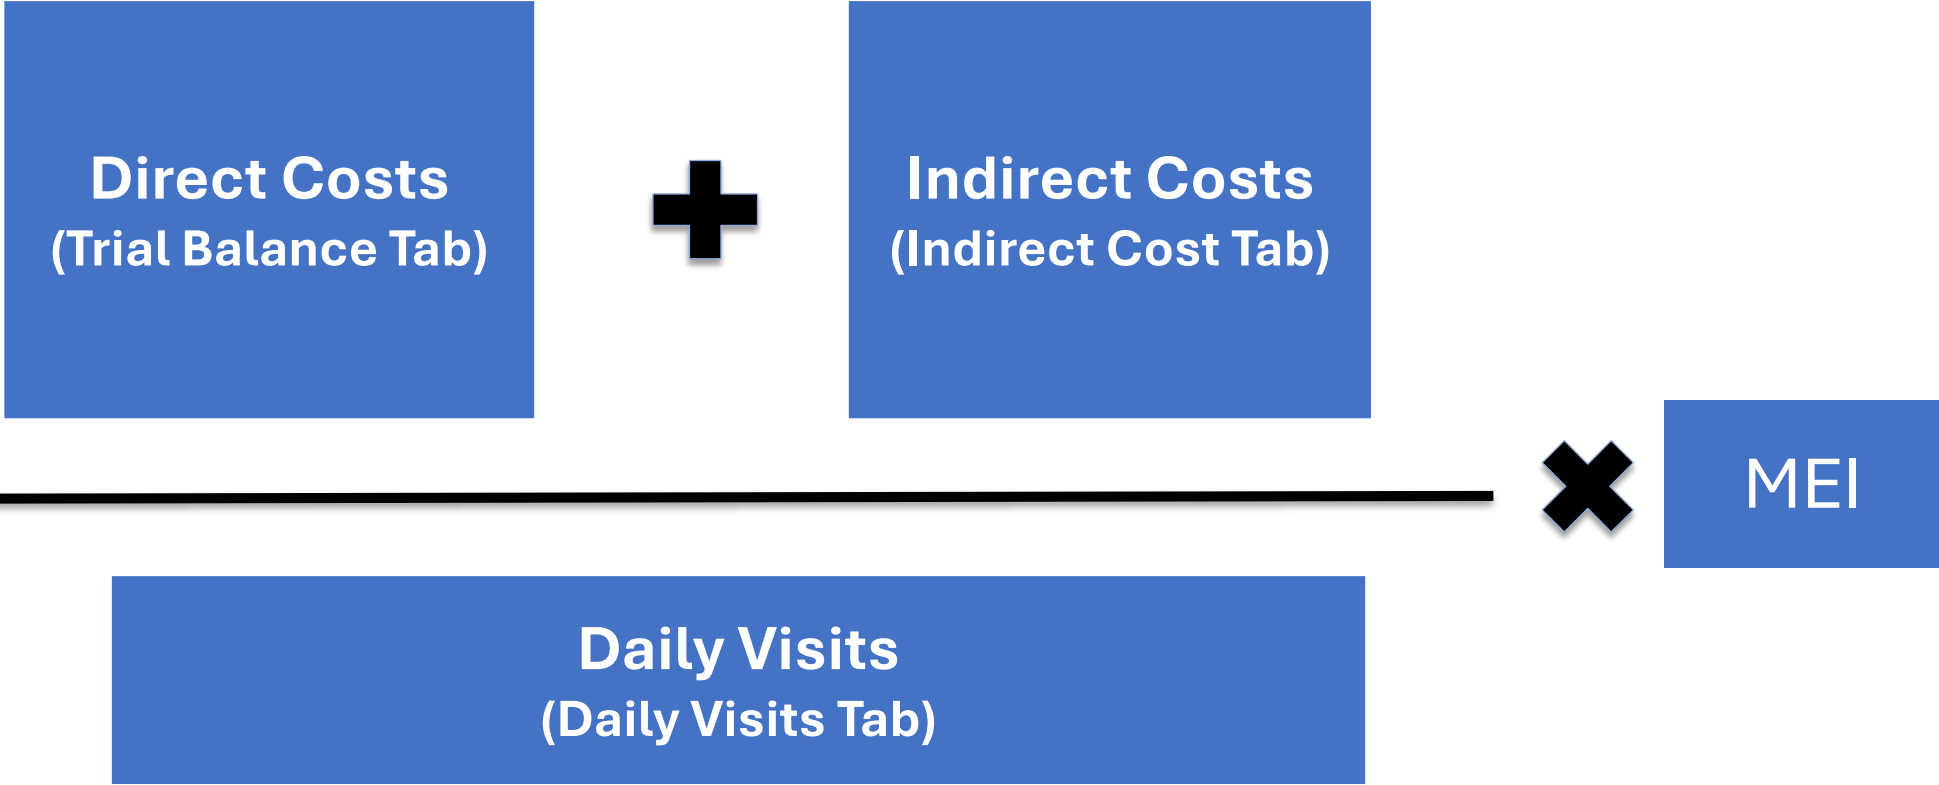 Direct Costs
(Trial Balance Tab)
Indirect Costs
(Indirect Cost Tab)
MEI
Daily Visits
(Daily Visits Tab)